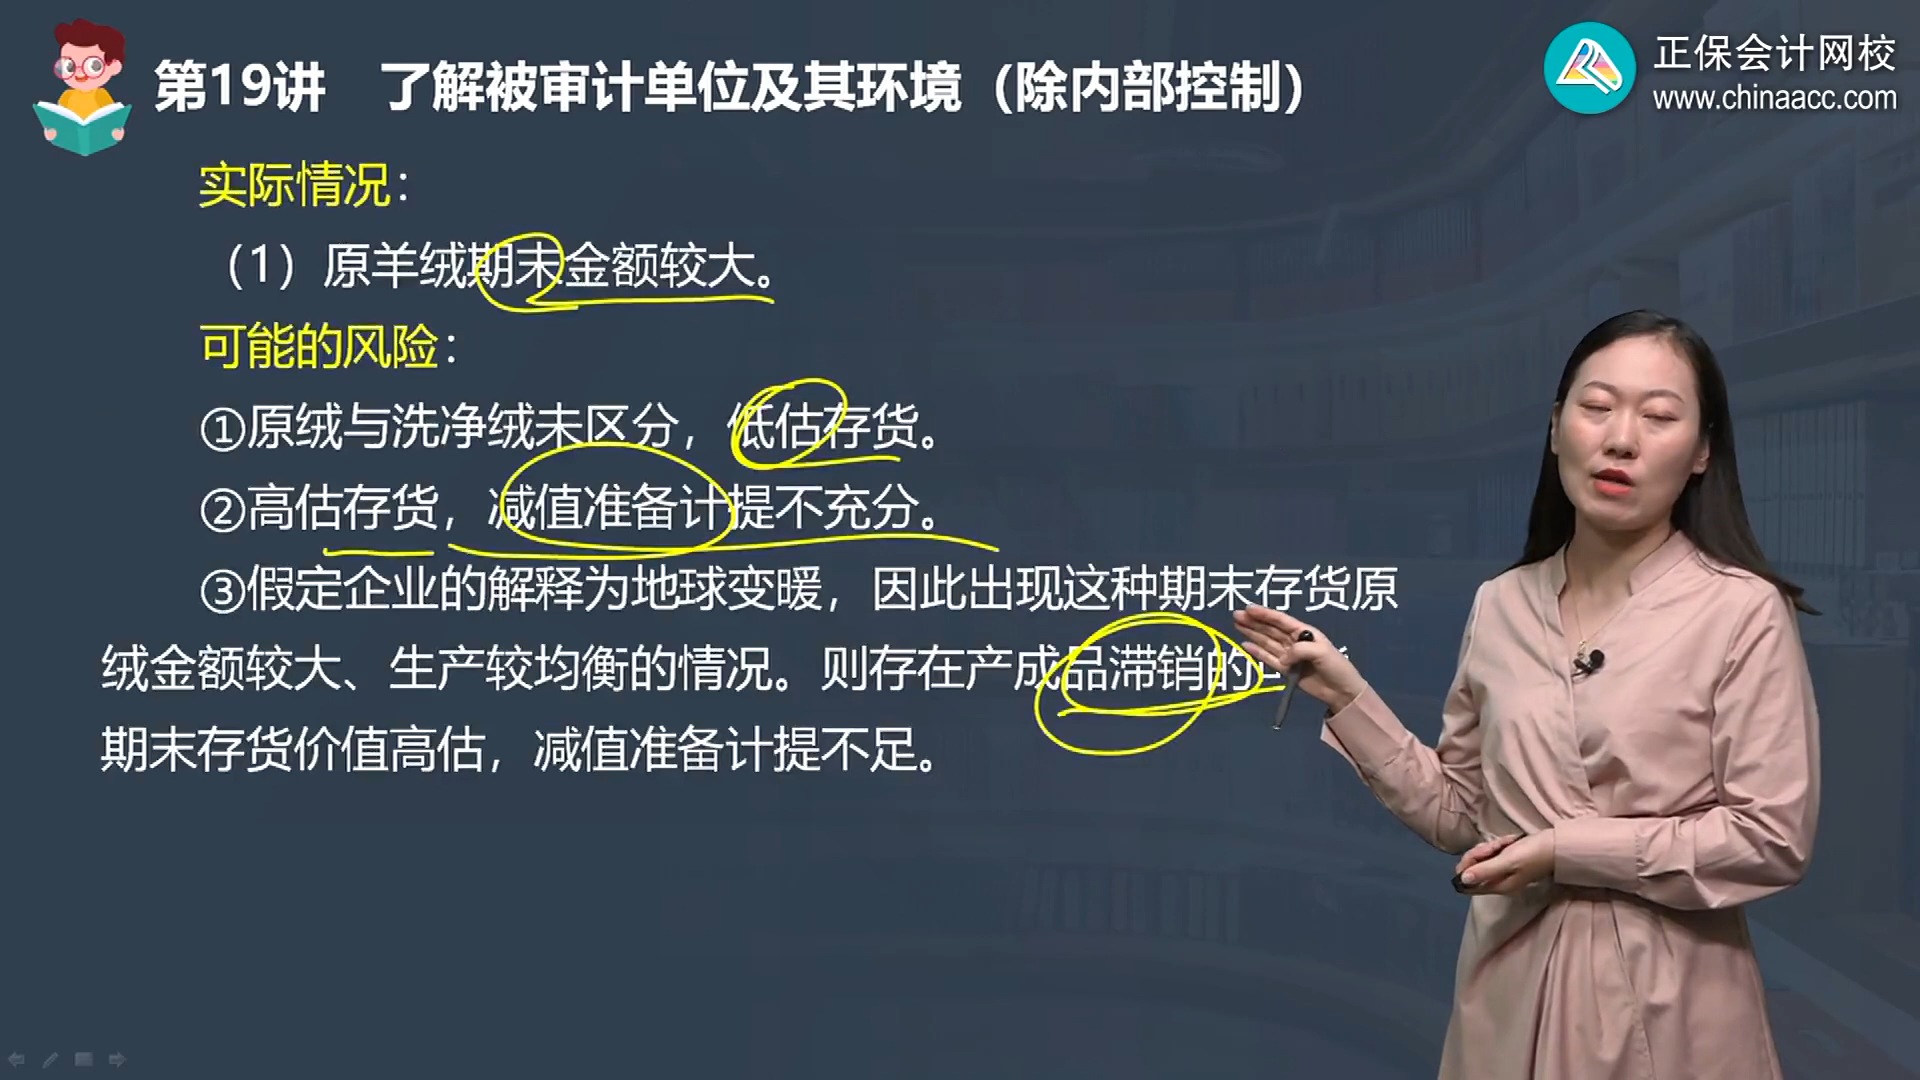 第19讲 了解被审计单位及其环境（除内部控制）
正保会计网校
www.chinaacc.com
实际情况：
（1）原羊绒期末金额较大。
可能的风险：
①原绒与洗净绒未区分，低估存货。
②高估存货，减值准备计提不充分。
③假定企业的解释为地球变暖，因此出现这种期末存货原
绒金额较大、生产较均衡的情况。则存在产成品滞销的
期末存货价值高估，减值准备计提不足。